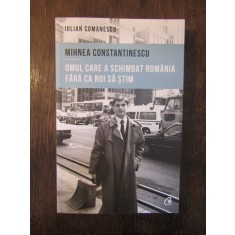 IULIAN COMANESCU
MIHNEA CONSTANTINESCU
OMUL CARE A SCHIMBAT ROMÂNIA
FĂRĂ CA NOI SĂ ȘTIM